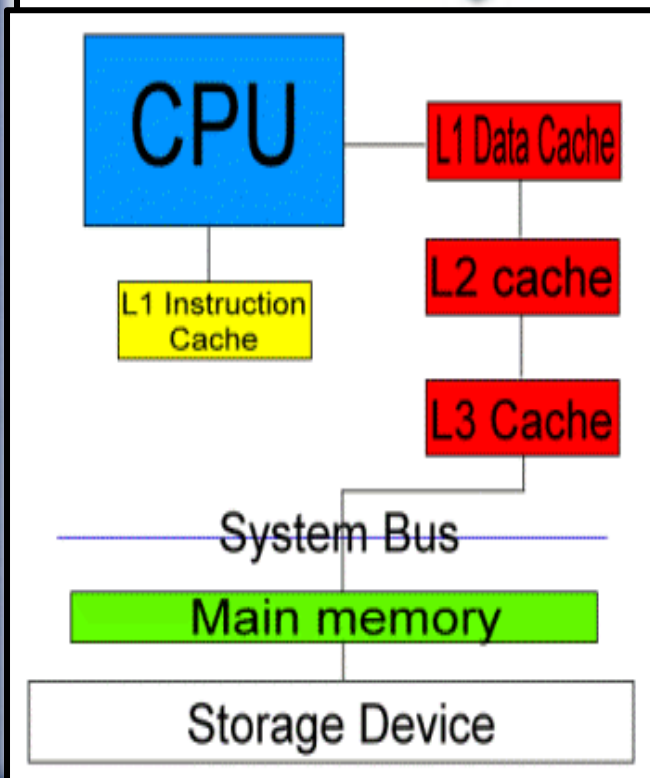 CPU
L1 Data Cache
L1 Instruction
Cache
L2 cache
L3 Cache
System Bus
Main memory
Storage Device